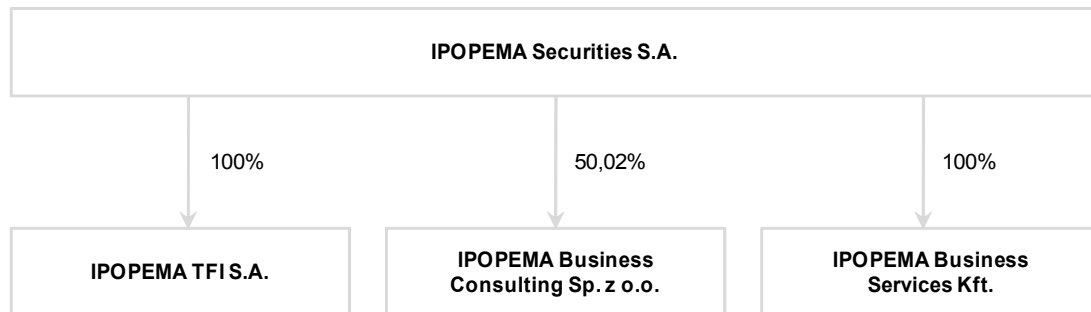 IPOPEMA Securities S.A.
100%
50,02%
100%
IPOPEMA TFI S.A.
IPOPEMA Business
Consulting Sp. z o.o.
IPOPEMA Business
Services Kft.